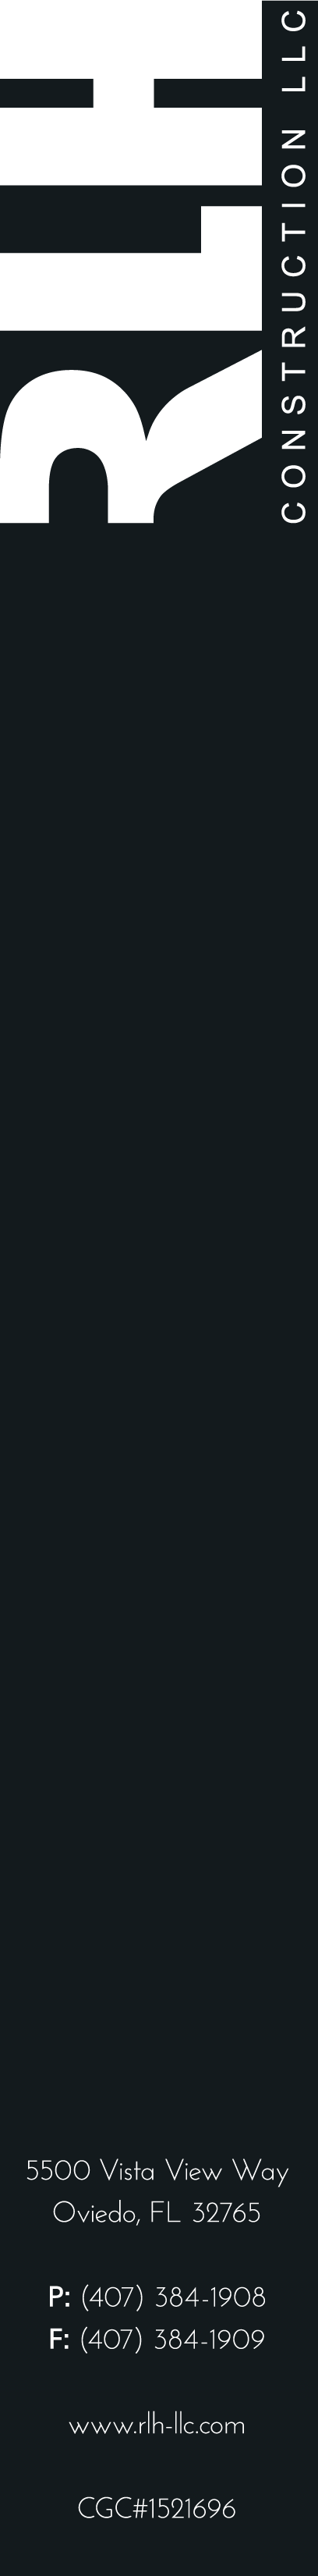 RLH
CONSTRUCTION LLC
5500 Vista View Way
Oviedo, FL 32765
P: (407) 384-1908
F: (407) 384-1909
www.rlh-llc.com
CGC#1521696